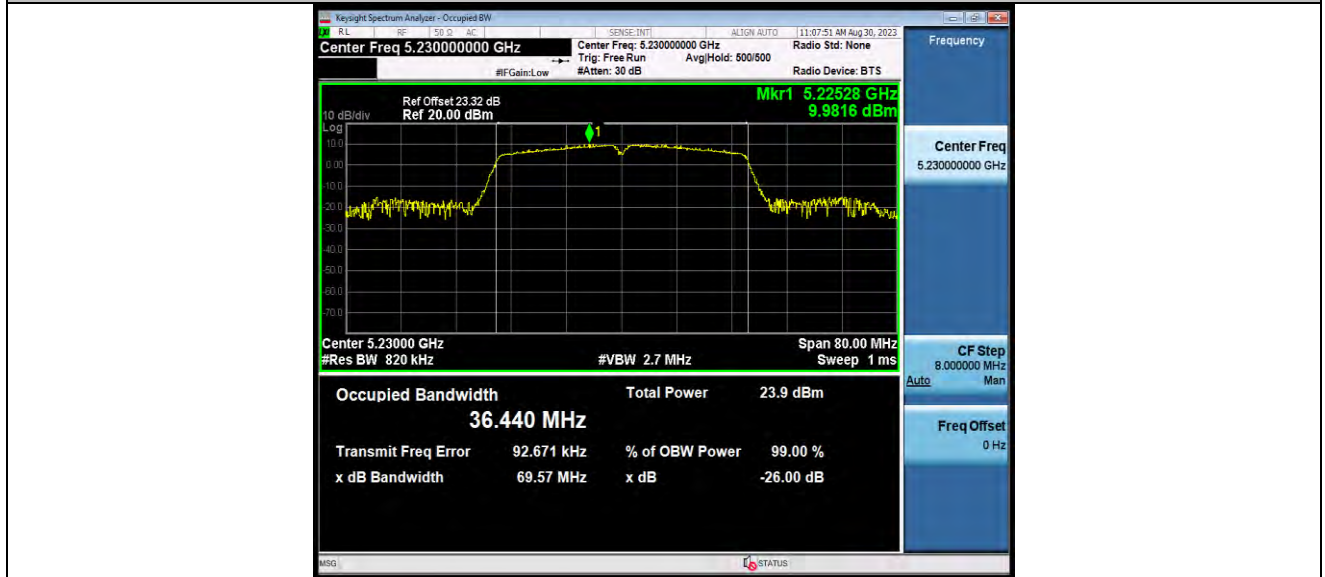 Keysight Spectrum Analyzer - Occupied BW
RL RF 50 Ω AC SENSE:INT ALIGN AUTO 11:07:51 AM Aug 30, 2023
Center Freq 5.230000000 GHz
Center Freq: 5.230000000 GHz
Radio Std: None
Trig: Free Run Avg|Hold: 500/500
#IFGain:Low #Atten: 30 dB Radio Device: BTS
Frequency
Mkr1 5.22528 GHz
9.9816 dBm
Ref Offset 23.32 dB
10 dB/div Ref 20.00 dBm
Log
10.0
0.00
-10.0
-20.0
-30.0
-40.0
-50.0
-60.0
-70.0
1
Center 5.23000 GHz Span 80.00 MHz
#Res BW 820 kHz #VBW 2.7 MHz Sweep 1 ms
Center Freq
5.230000000 GHz
CF Step
8.000000 MHz
Auto Man
Freq Offset
0 Hz
Occupied Bandwidth Total Power 23.9 dBm
36.440 MHz
Transmit Freq Error 92.671 kHz % of OBW Power 99.00 %
x dB Bandwidth 69.57 MHz x dB -26.00 dB
MSG STATUS